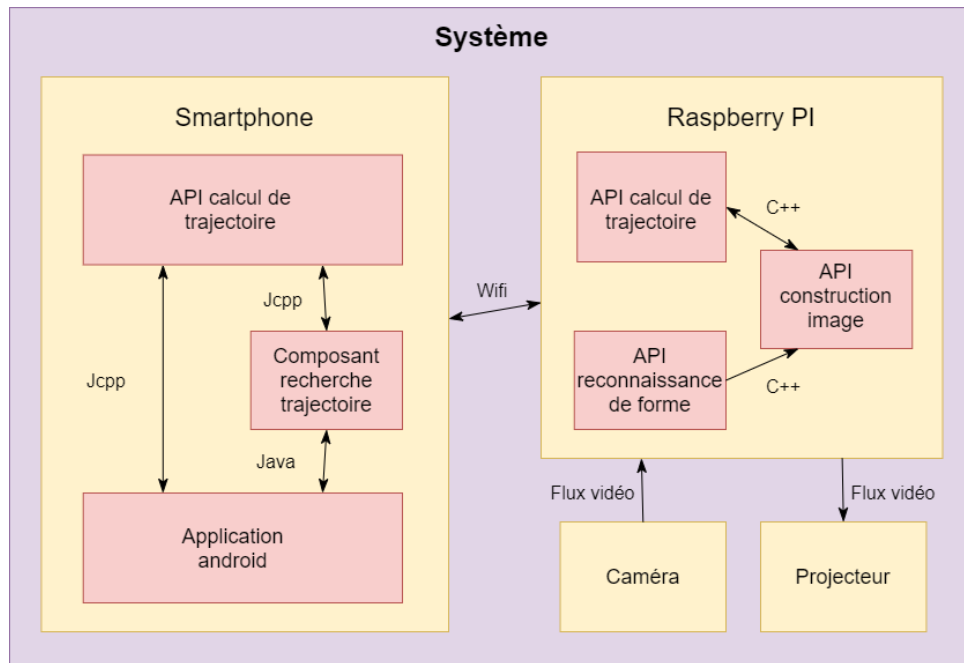 Système
Smartphone
API calcul de
trajectoire
Jcpp
Jcpp
Composant
recherche
trajectoire
Java
Application
android
Wifi
Raspberry PI
API calcul de
trajectoire
C++
API
construction
image
API
reconnaissance
de forme
C++
Flux vidéo
Flux vidéo
Caméra
Projecteur